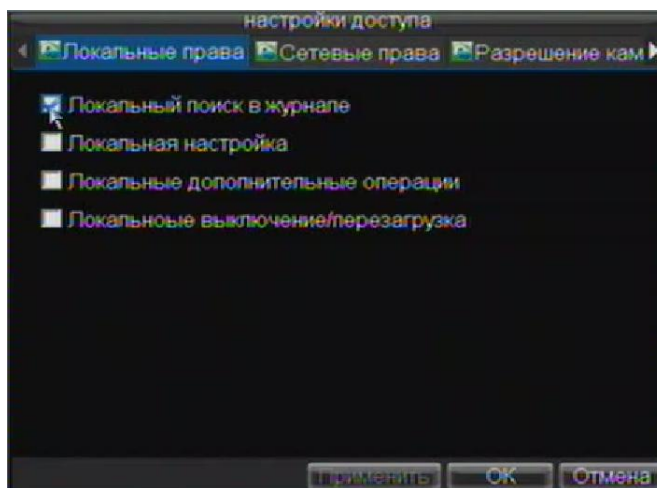 настройки доступа
Локальные права Сетевые права Разрешение кам
Локальный поиск в журнале
Локальная настройка
Локальные дополнительные операции
Локальноые выключение/перезагрузка
Применить OK Отмена